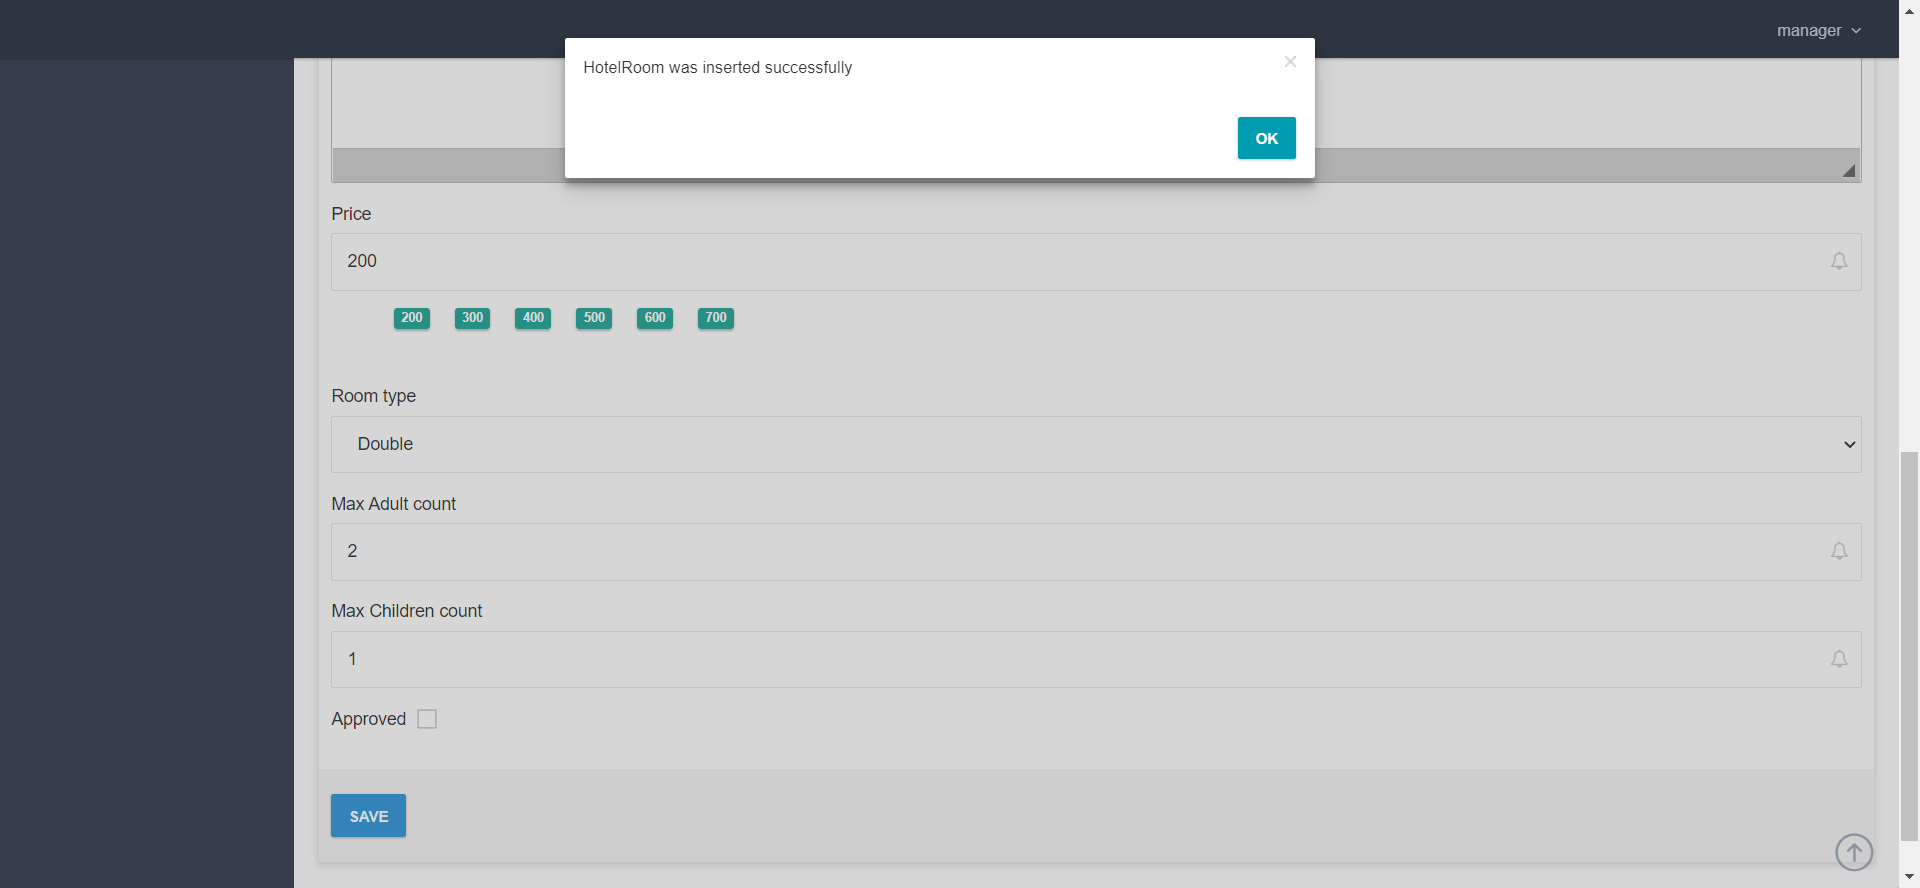 manager
HotelRoom was inserted successfully
×
OK
Price
200
200 300 400 500 600 700
Room type
Double
Max Adult count
2
Max Children count
1
Approved
SAVE